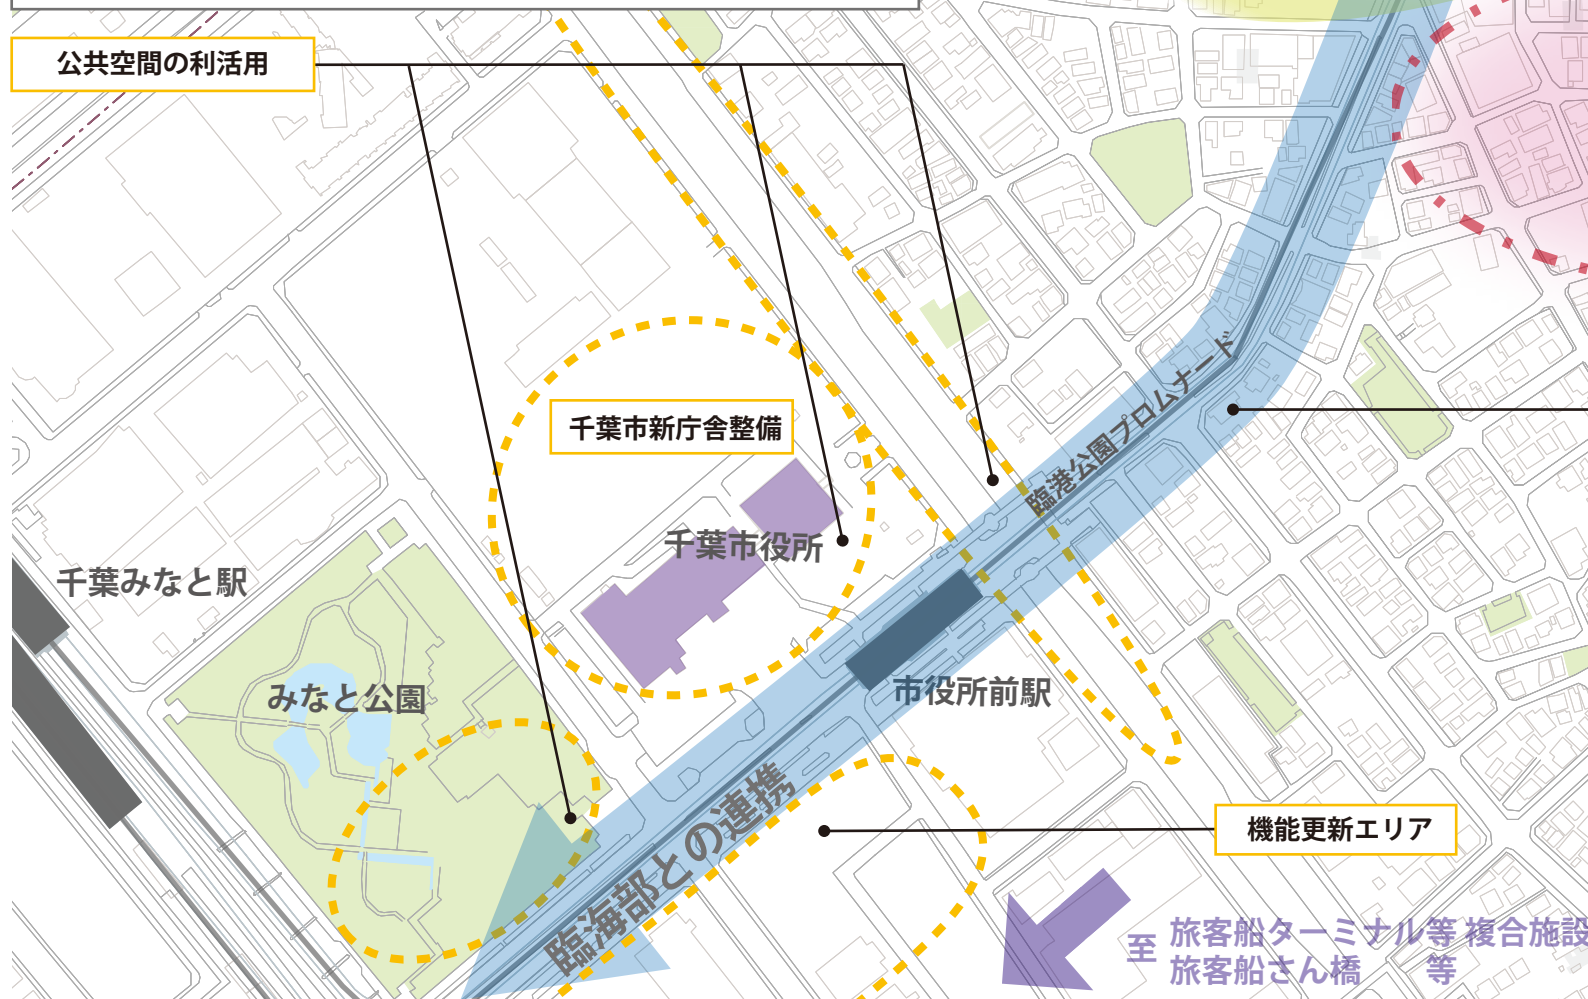 公共空間の利活用
千葉市新庁舎整備
臨港公園プロムナード
千葉市役所
千葉みなと駅
みなと公園
市役所前駅
臨海部との連携
機能更新エリア
至 旅客船ターミナル等 複合施設
旅客船さん橋 等